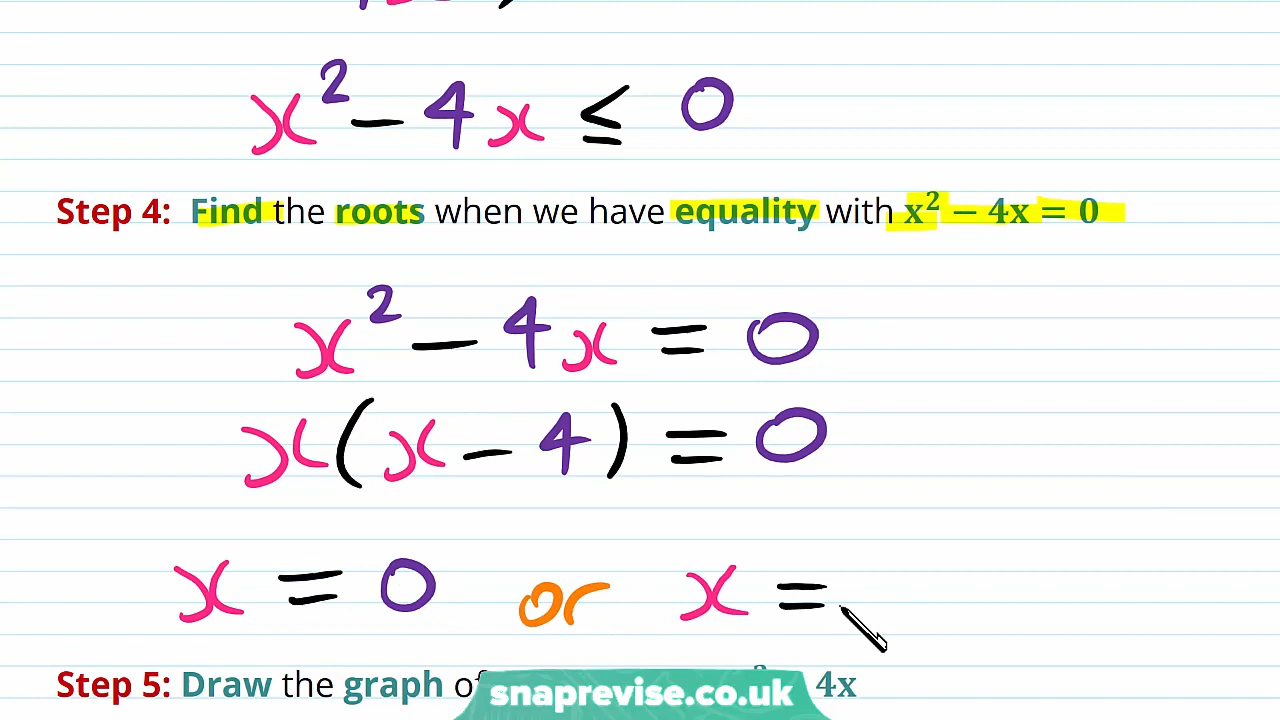 x² − 4x ≤ 0
Step 4: Find the roots when we have equality with x² − 4x = 0
x² − 4x = 0
x(x − 4) = 0
x = 0 or x =
Step 5: Draw the graph of 4x
snaprevise.co.uk